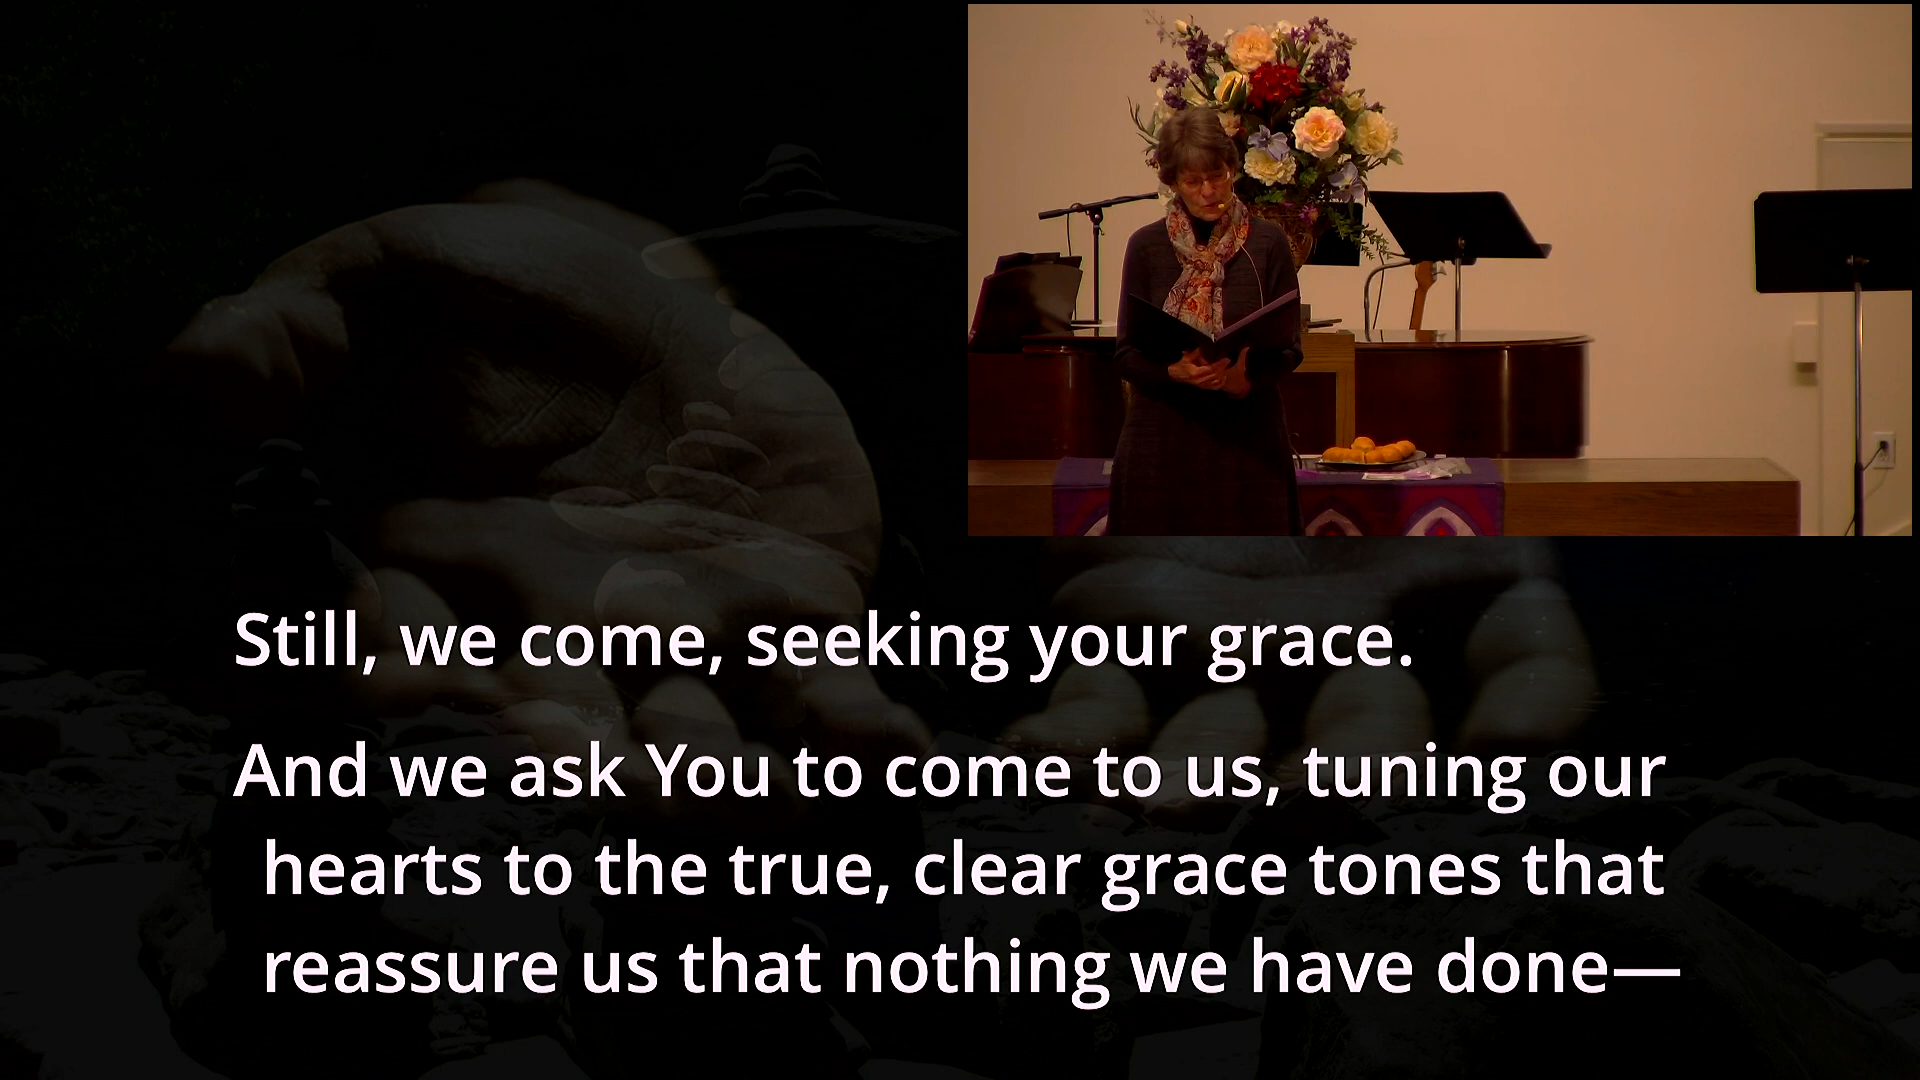 Still, we come, seeking your grace.
And we ask You to come to us, tuning our
hearts to the true, clear grace tones that
reassure us that nothing we have done—